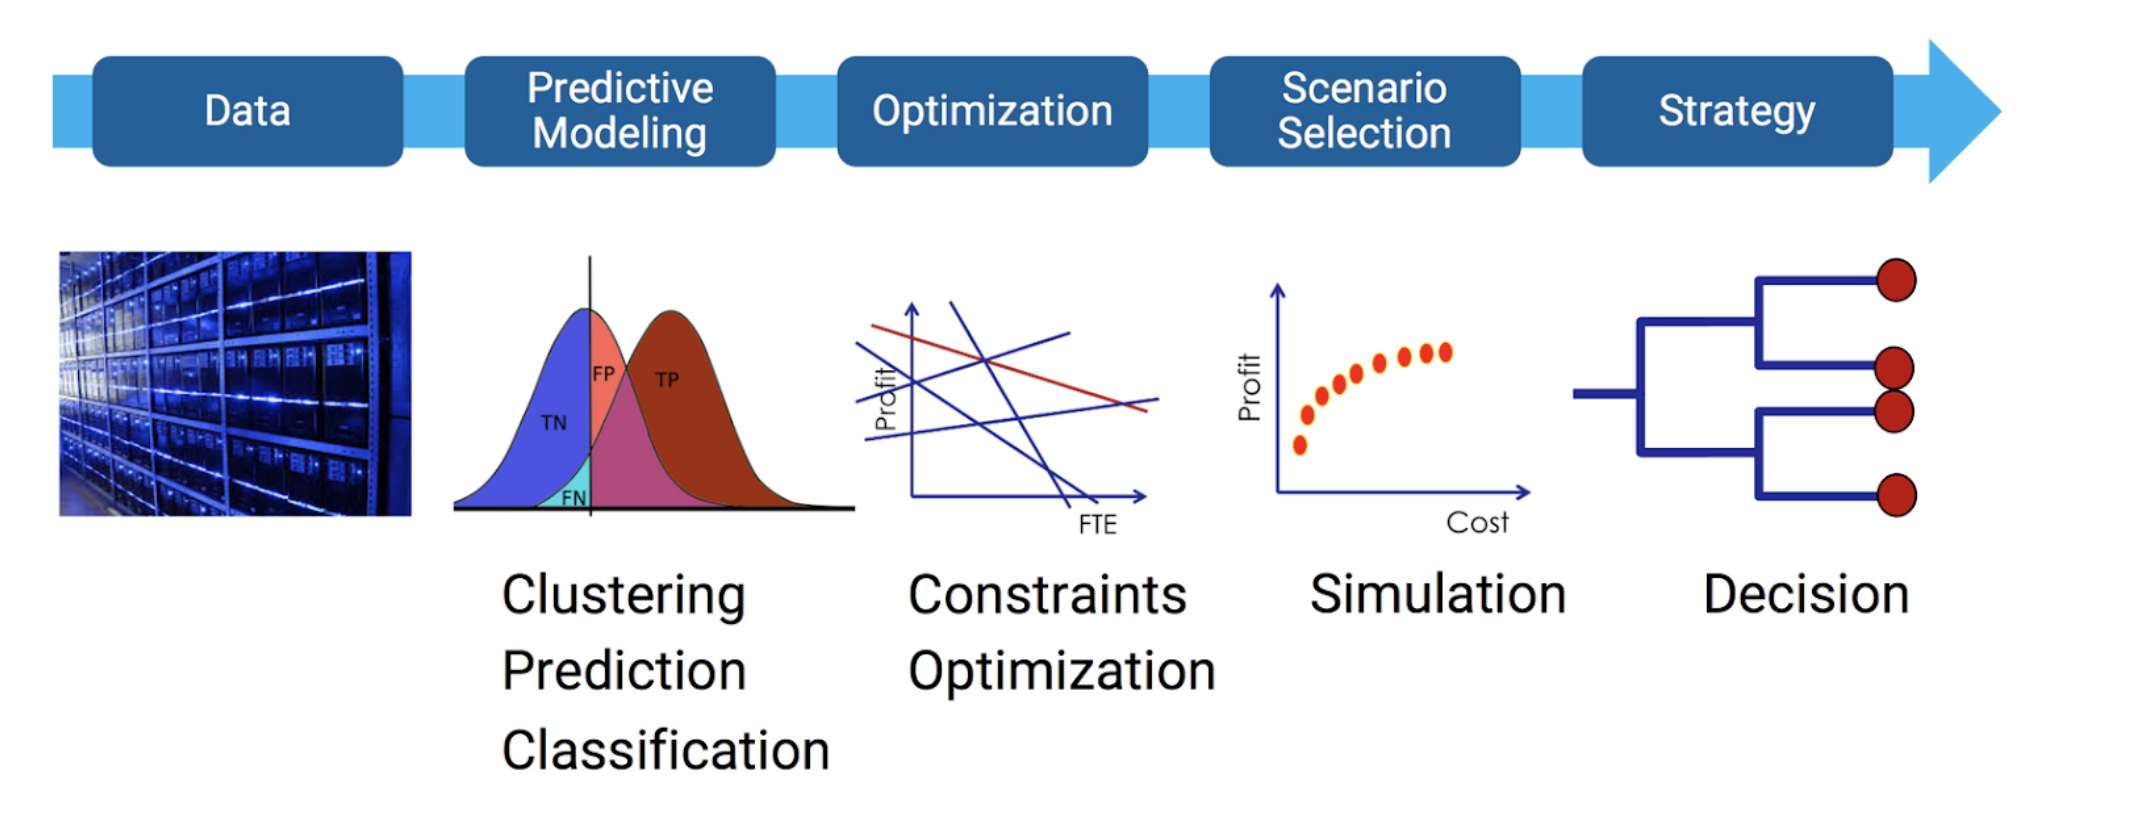 Data
Predictive
Modeling
Optimization
Scenario
Selection
Strategy
TN
FP
TP
FN
Profit
FTE
Profit
Cost
Clustering
Prediction
Classification
Constraints
Optimization
Simulation
Decision